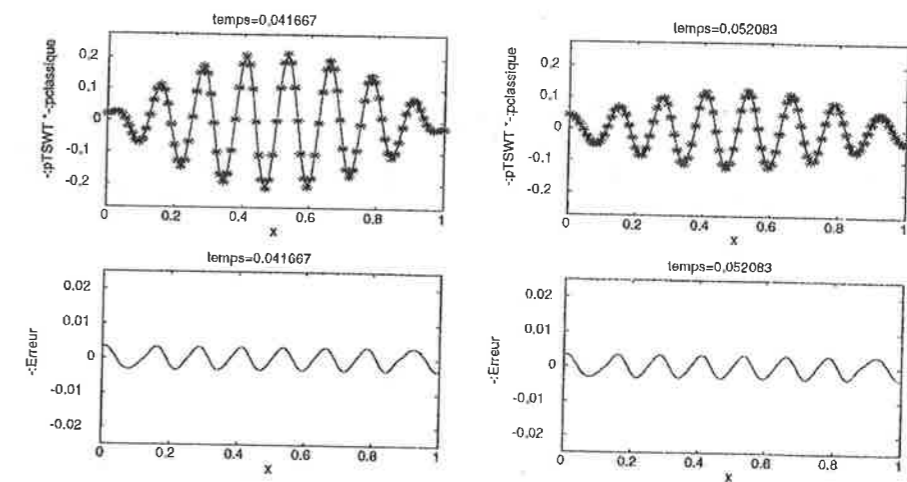 temps=0,041667
-:pTSWT *-:pclassique
0,2
0,1
0
-0,1
-0,2
0 0.2 0.4 0.6 0.8 1
x
temps=0,052083
-:pTSWT *-:pclassique
0,2
0,1
0
-0,1
-0,2
0 0.2 0.4 0.6 0.8 1
x
temps=0.041667
-:Erreur
0.02
0.01
0
-0.01
-0.02
0 0.2 0.4 0.6 0.8 1
x
temps=0,052083
-:Erreur
0.02
0.01
0
-0.01
-0.02
0 0.2 0.4 0.6 0.8 1
x